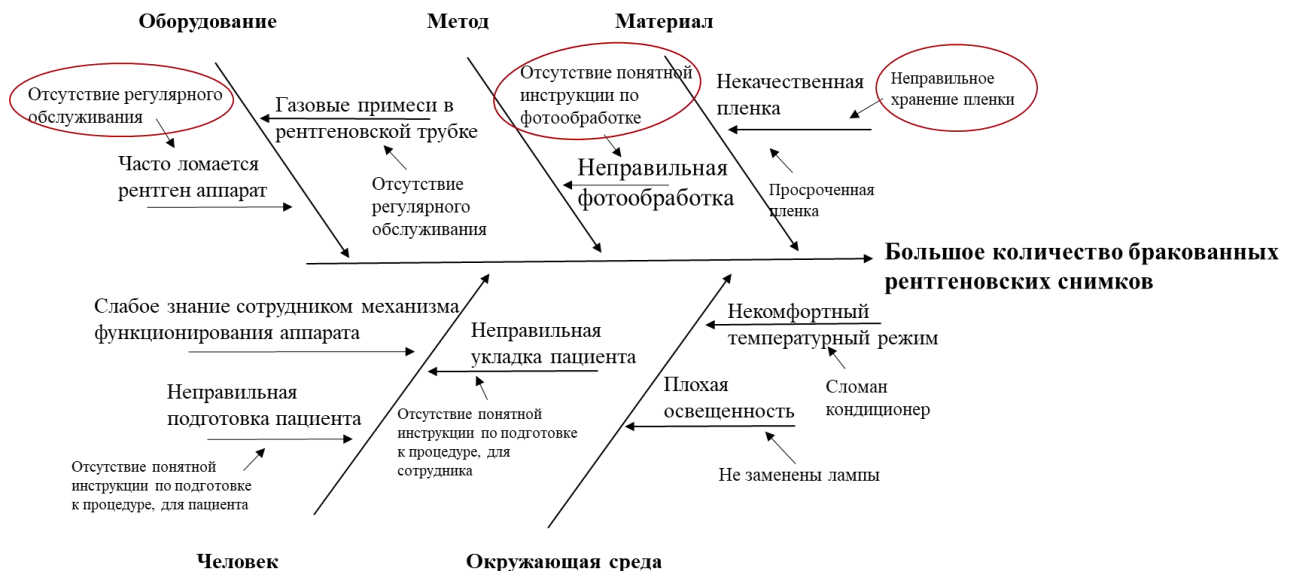 Оборудование
Метод
Материал
Отсутствие регулярного
обслуживания
Часто ломается
рентген аппарат
Газовые примеси в
рентгеновской трубке
Отсутствие
регулярного
обслуживания
Отсутствие понятной
инструкции по
фотообработке
Неправильная
фотообработка
Некачественная
пленка
Неправильное
хранение пленки
Просроченная
пленка
Большое количество бракованных
рентгеновских снимков
Слабое знание сотрудником механизма
функционирования аппарата
Неправильная
подготовка пациента
Отсутствие понятной
инструкции по подготовке
к процедуре, для пациента
Неправильная
укладка пациента
Отсутствие понятной
инструкции по подготовке
к процедуре, для
сотрудника
Некомфортный
температурный режим
Сломан
кондиционер
Плохая
освещенность
Не заменены лампы
Человек
Окружающая среда